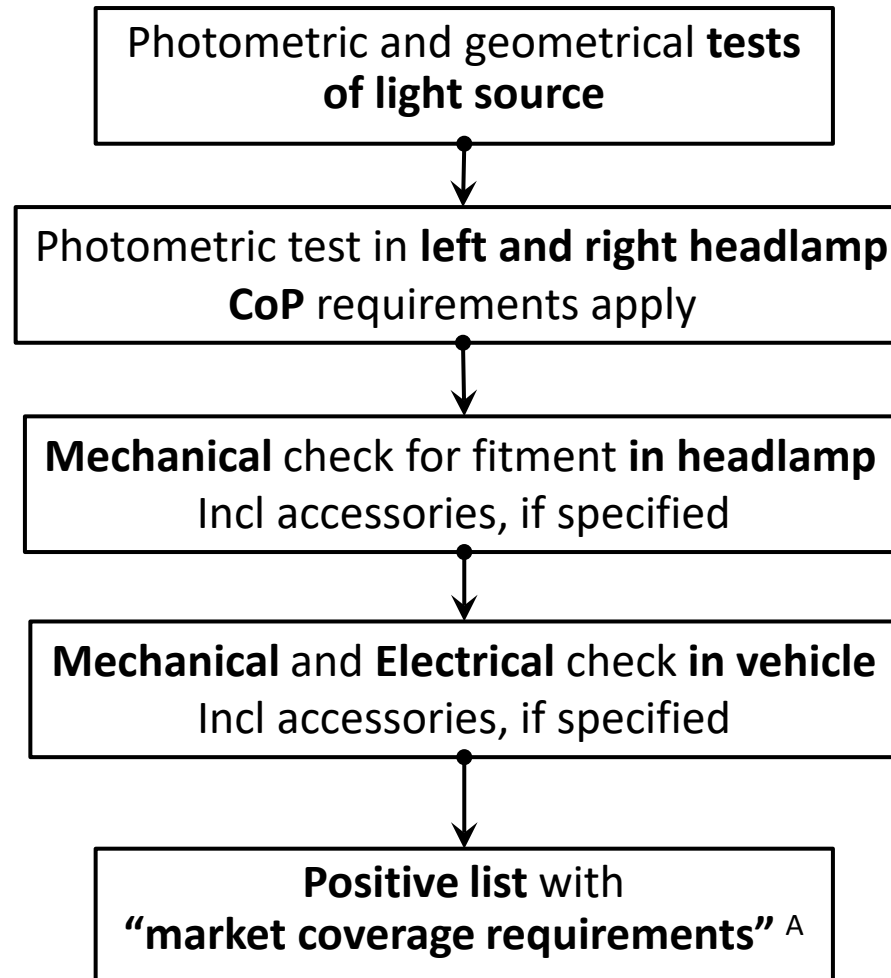 Photometric and geometrical tests
of light source
Photometric test in left and right headlamp
CoP requirements apply
Mechanical check for fitment in headlamp
Incl accessories, if specified
Mechanical and Electrical check in vehicle
Incl accessories, if specified
Positive list with
“market coverage requirements” A